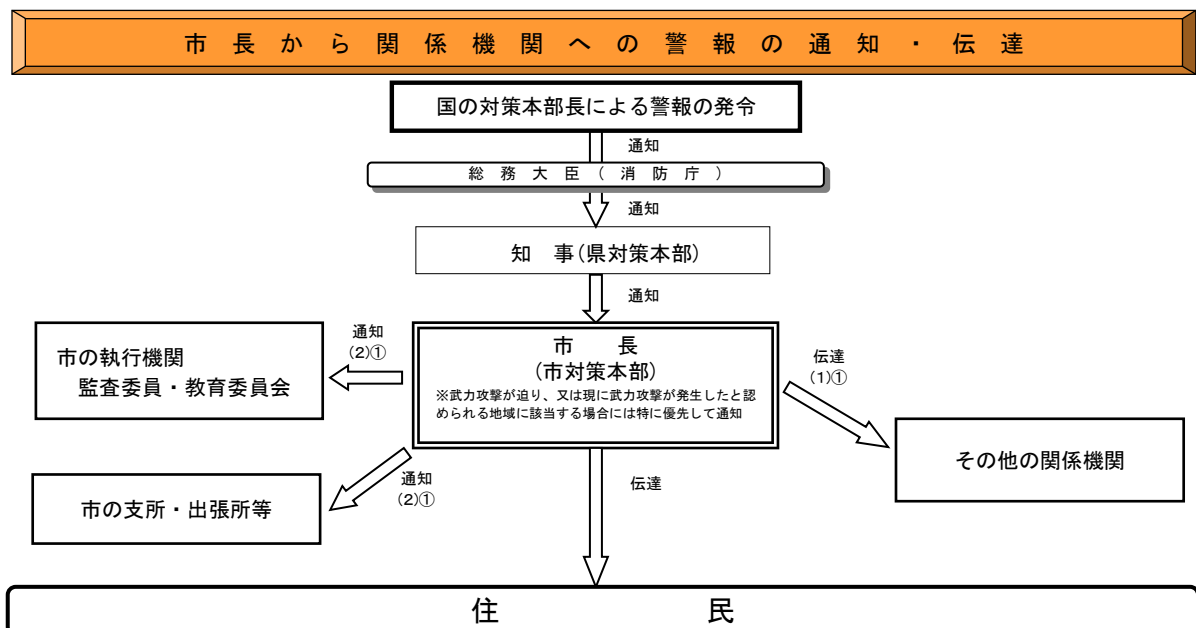 市長から関係機関への警報の通知・伝達
国の対策本部長による警報の発令
通知
総務大臣(消防庁)
通知
知　事(県対策本部)
通知
市の執行機関
監査委員・教育委員会
通知
(2)①
市　長
(市対策本部)
※武力攻撃が迫り、又は現に武力攻撃が発生したと認
められる地域に該当する場合には特に優先して通知
伝達
(1)①
その他の関係機関
市の支所・出張所等
通知
(2)①
伝達
住　民